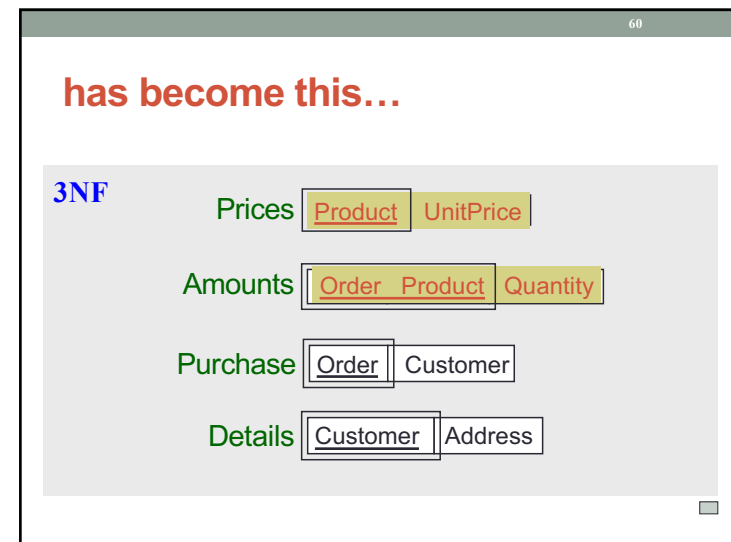 60
has become this…
3NF
Prices Product UnitPrice
Amounts Order Product Quantity
Purchase Order Customer
Details Customer Address